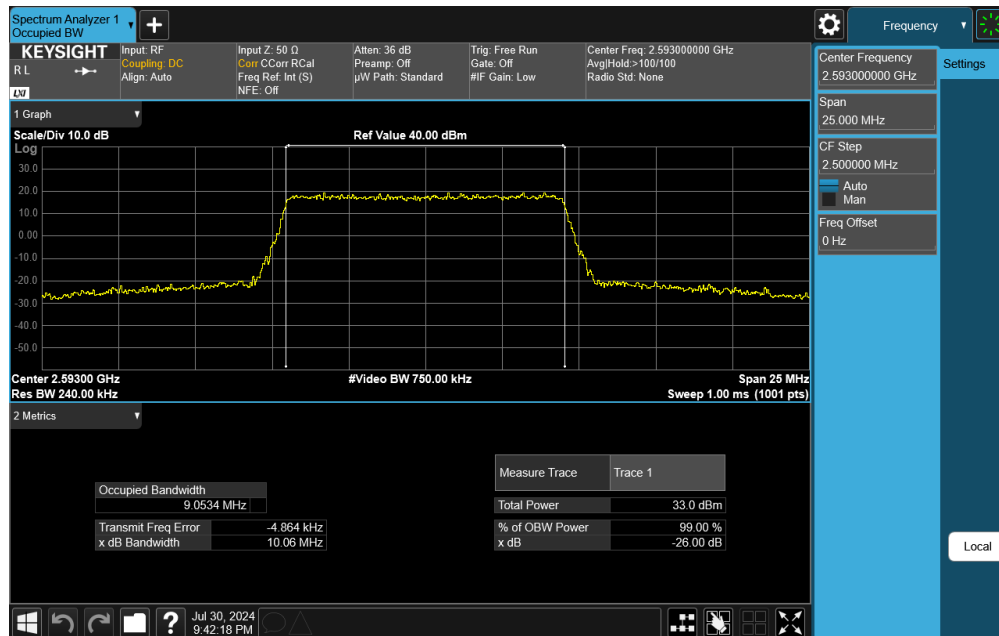 Spectrum Analyzer 1
Occupied BW
Frequency
KEYSIGHT
R L
LXI
Input: RF
Coupling: DC
Align: Auto
Input Z: 50 Ω
Corr CCorr RCal
Freq Ref: Int (S)
NFE: Off
Atten: 36 dB
Preamp: Off
µW Path: Standard
Trig: Free Run
Gate: Off
#IF Gain: Low
Center Freq: 2.593000000 GHz
Avg|Hold:>100/100
Radio Std: None
Center Frequency
2.593000000 GHz
Settings
Span
25.000 MHz
CF Step
2.500000 MHz
Auto
Man
Freq Offset
0 Hz
1 Graph
Scale/Div 10.0 dB
Ref Value 40.00 dBm
Log
30.0
20.0
10.0
0.00
-10.0
-20.0
-30.0
-40.0
-50.0
Center 2.59300 GHz
#Video BW 750.00 kHz
Span 25 MHz
Res BW 240.00 kHz
Sweep 1.00 ms (1001 pts)
2 Metrics
Measure Trace Trace 1
Occupied Bandwidth
9.0534 MHz
Total Power 33.0 dBm
Transmit Freq Error -4.864 kHz
% of OBW Power 99.00 %
x dB Bandwidth 10.06 MHz
x dB -26.00 dB
Local
?
Jul 30, 2024
9:42:18 PM